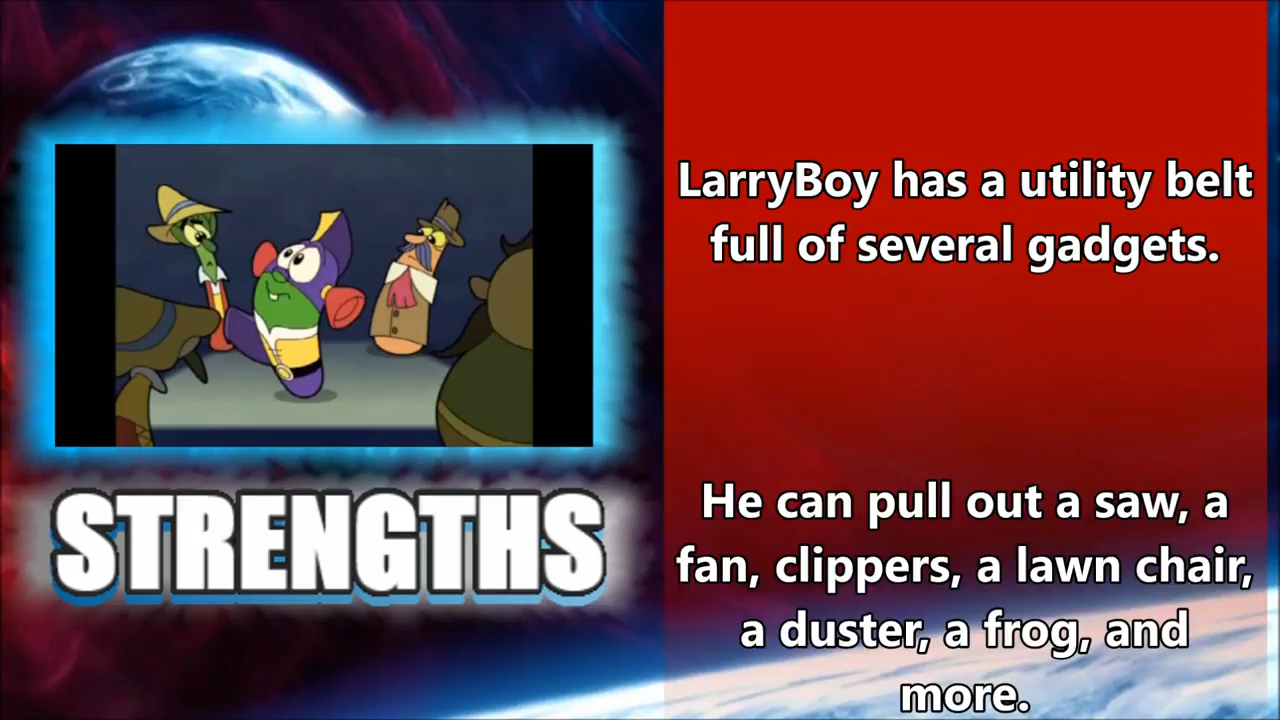 LarryBoy has a utility belt
full of several gadgets.
He can pull out a saw, a
fan, clippers, a lawn chair,
a duster, a frog, and
more.
STRENGTHS